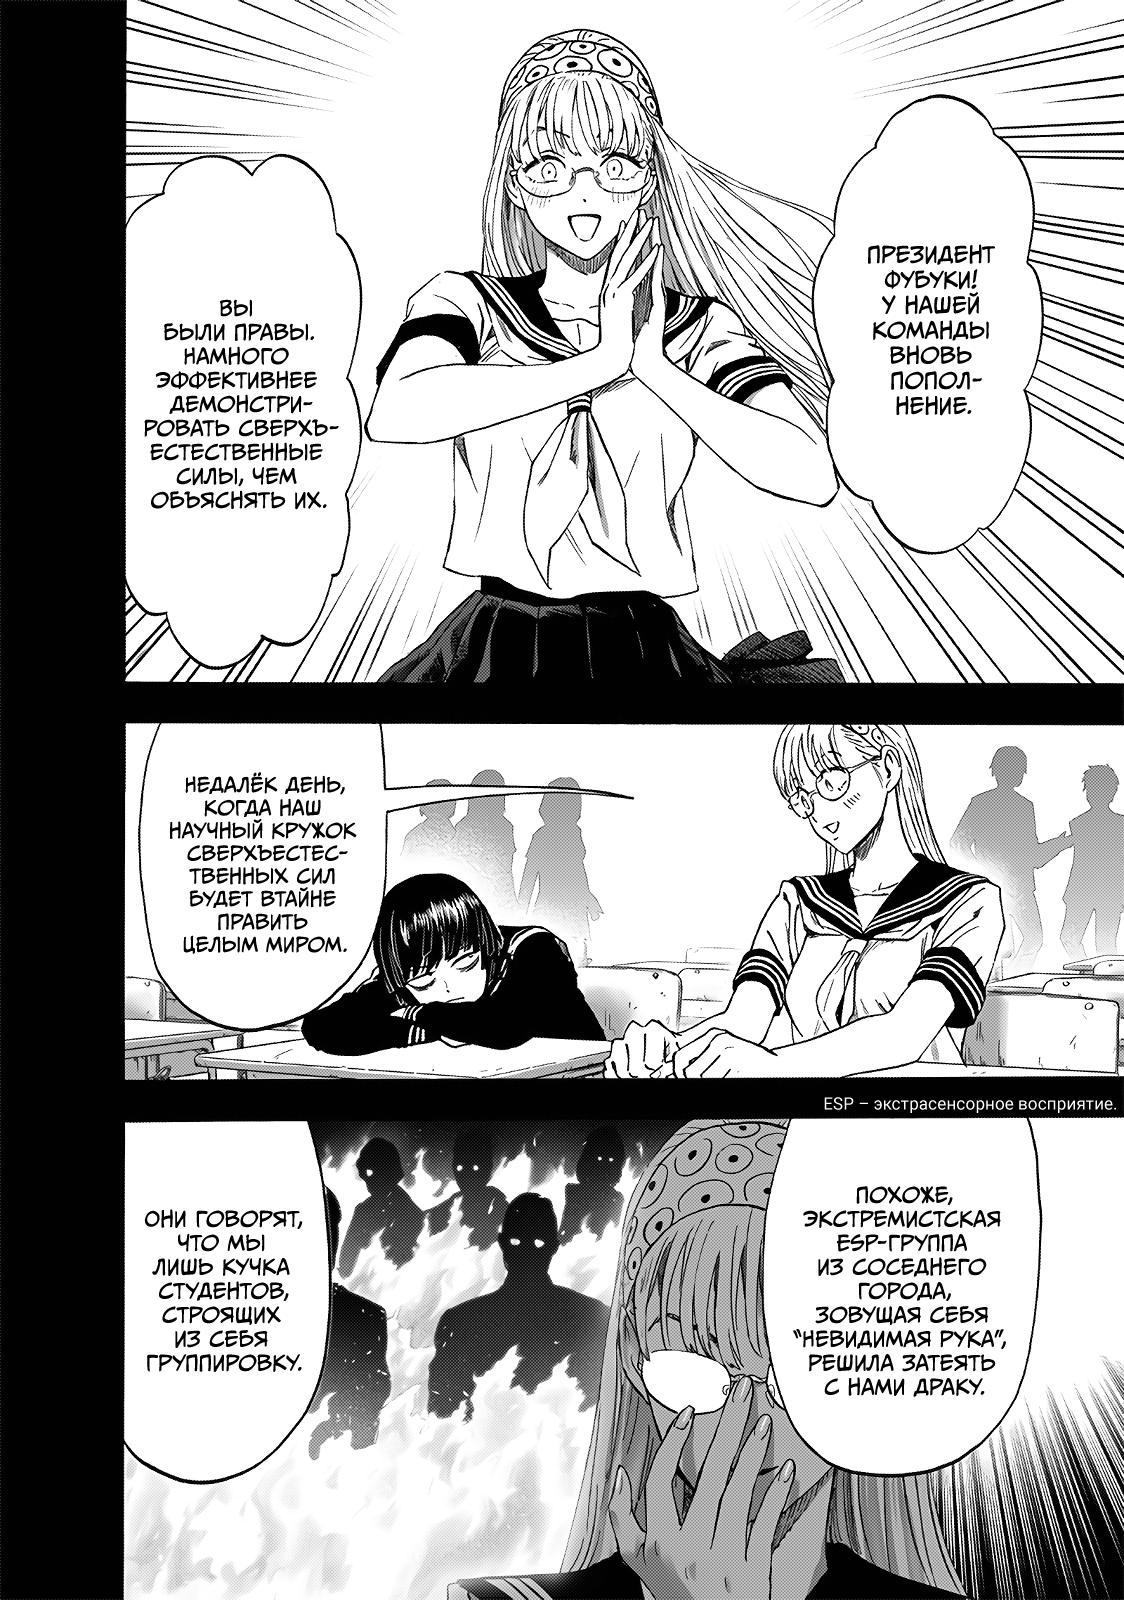 ПРЕЗИДЕНТ
ФУБУКИ!
У НАШЕЙ
КОМАНДЫ
ВНОВЬ
ПОПОЛ-
НЕНИЕ.
ВЫ
БЫЛИ ПРАВЫ.
НАМНОГО
ЭФФЕКТИВНЕЕ
ДЕМОНСТРИ-
РОВАТЬ СВЕРХЪ-
ЕСТЕСТВЕННЫЕ
СИЛЫ, ЧЕМ
ОБЪЯСНЯТЬ ИХ.
НЕДАЛЁК ДЕНЬ,
КОГДА НАШ
НАУЧНЫЙ КРУЖОК
СВЕРХЪЕСТЕС-
ТВЕННЫХ СИЛ
БУДЕТ ВТАЙНЕ
ПРАВИТЬ
ЦЕЛЫМ МИРОМ.
ESP – экстрасенсорное восприятие.
ПОХОЖЕ,
ЭКСТРЕМИСТСКАЯ
ESP-ГРУППА
ИЗ СОСЕДНЕГО
ГОРОДА,
ЗОВУЩАЯ СЕБЯ
“НЕВИДИМАЯ РУКА”,
РЕШИЛА ЗАТЕЯТЬ
С НАМИ ДРАКУ.
ОНИ ГОВОРЯТ,
ЧТО МЫ
ЛИШЬ КУЧКА
СТУДЕНТОВ,
СТРОЯЩИХ
ИЗ СЕБЯ
ГРУППИРОВКУ.